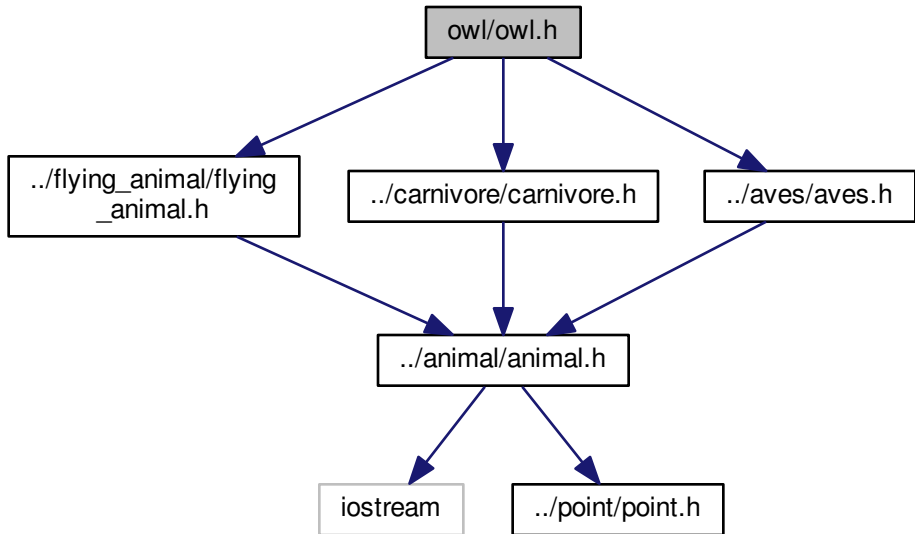 owl/owl.h
../flying_animal/flying
_animal.h
../carnivore/carnivore.h
../aves/aves.h
../animal/animal.h
iostream
../point/point.h